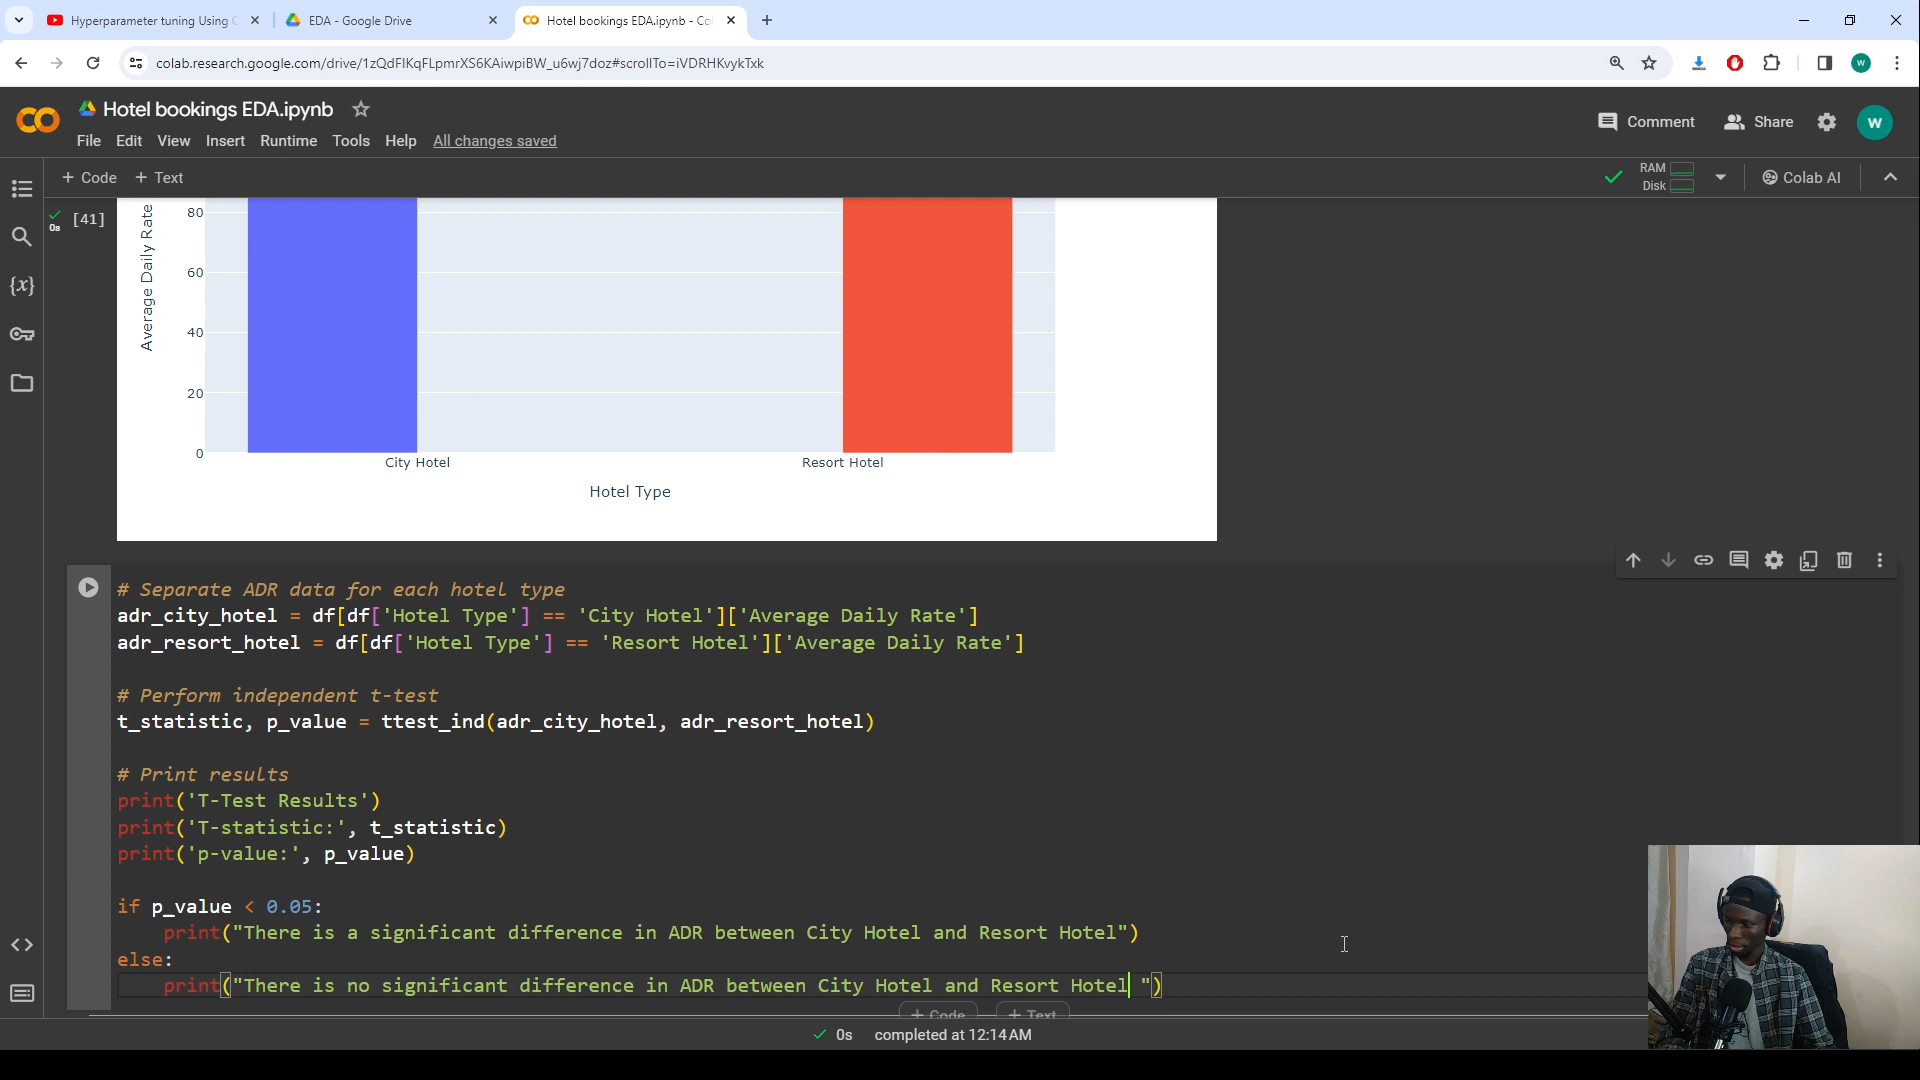 Hyperparameter tuning Using C
EDA - Google Drive
Hotel bookings EDA.ipynb - Co
colab.research.google.com/drive/1zQdFIKqFLpmrXS6KAiwpiBW_u6wj7doz#scrollTo=iVDRHKvykTxk
W
Hotel bookings EDA.ipynb
File Edit View Insert Runtime Tools Help All changes saved
Comment
Share
W
+ Code + Text
RAM
Disk
Colab AI
0s
[41]
Average Daily Rate
80
60
40
20
0
City Hotel
Resort Hotel
Hotel Type
# Separate ADR data for each hotel type
adr_city_hotel = df[df['Hotel Type'] == 'City Hotel']['Average Daily Rate']
adr_resort_hotel = df[df['Hotel Type'] == 'Resort Hotel']['Average Daily Rate']
# Perform independent t-test
t_statistic, p_value = ttest_ind(adr_city_hotel, adr_resort_hotel)
# Print results
print('T-Test Results')
print('T-statistic:', t_statistic)
print('p-value:', p_value)
if p_value < 0.05:
print("There is a significant difference in ADR between City Hotel and Resort Hotel")
else:
print("There is no significant difference in ADR between City Hotel and Resort Hotel ")
+ Code + Text
0s completed at 12:14 AM